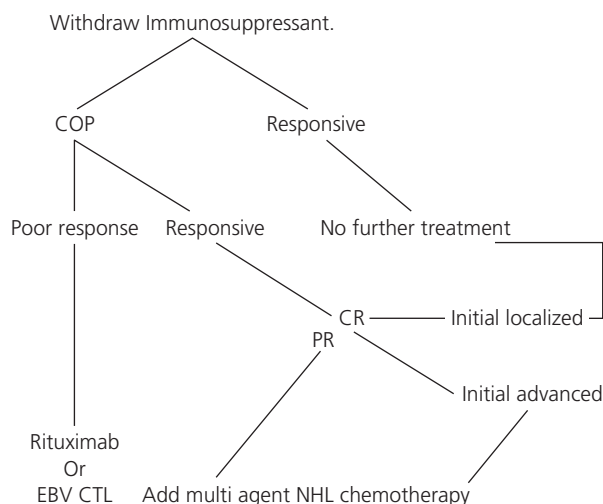 Withdraw Immunosuppressant.
COP
Responsive
Poor response
Responsive
No further treatment
CR
Initial localized
PR
Initial advanced
Rituximab
Or
EBV CTL
Add multi agent NHL chemotherapy